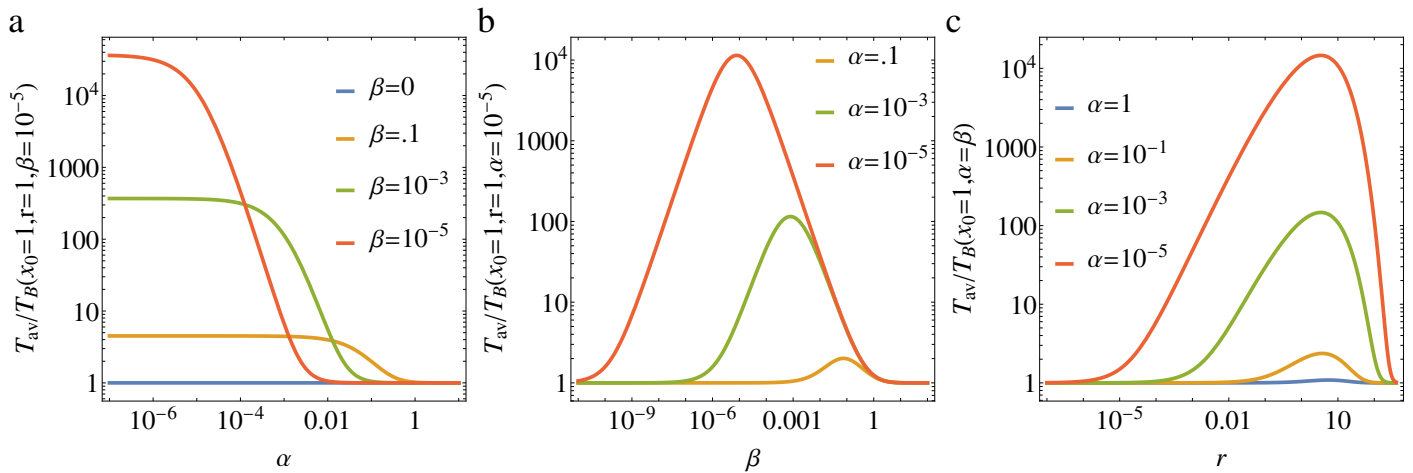 a
T_av/T_B(x_0=1,r=1,β=10^-5)
10^4
1000
100
10
1
10^-6
10^-4
0.01
1
α
β=0
β=.1
β=10^-3
β=10^-5
b
T_av/T_B(x_0=1,r=1,α=10^-5)
10^4
1000
100
10
1
10^-9
10^-6
0.001
1
β
α=.1
α=10^-3
α=10^-5
c
T_av/T_B(x_0=1,α=β)
10^4
1000
100
10
1
10^-5
0.01
10
r
α=1
α=10^-1
α=10^-3
α=10^-5